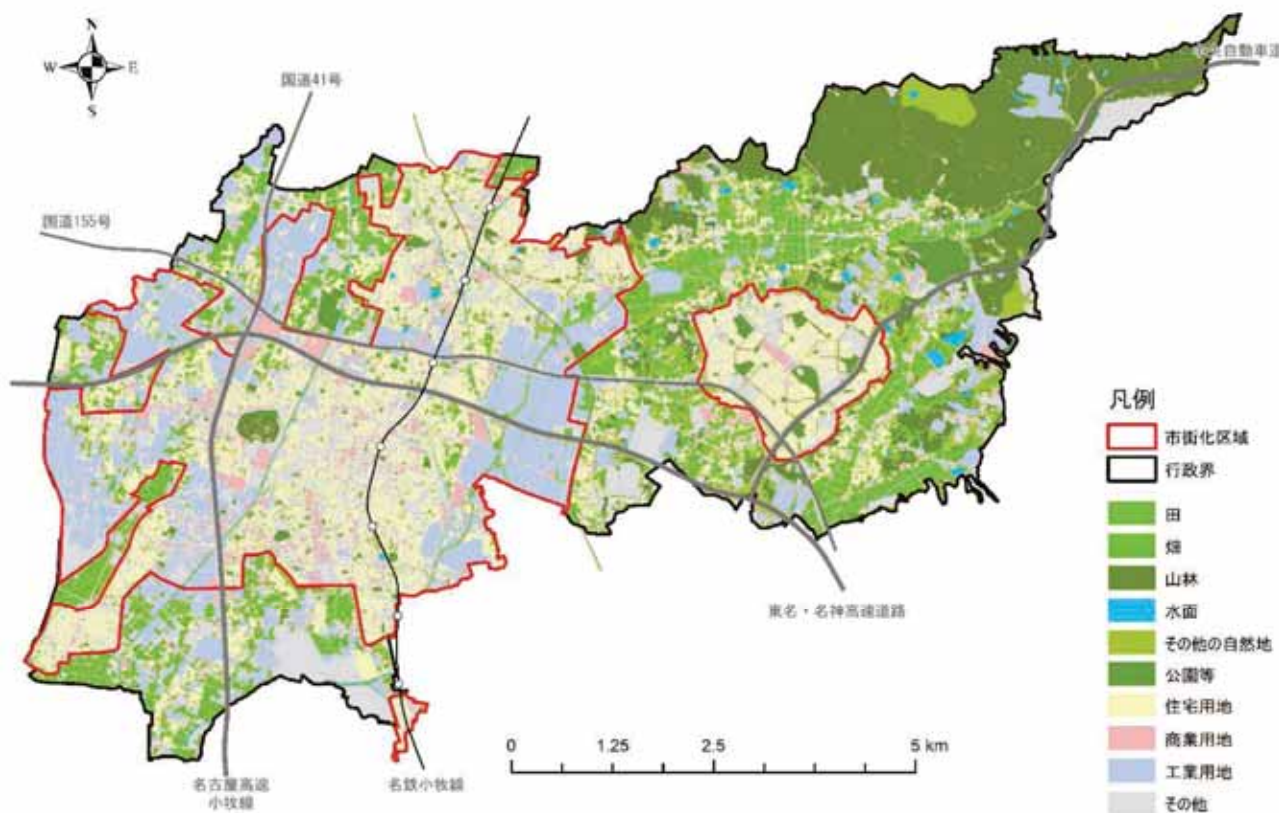 N
W E
S
国道41号
自動車道
国道155号
凡例
市街化区域
行政界
田
畑
山林
水面
その他の自然地
公園等
住宅用地
商業用地
工業用地
その他
東名・名神高速道路
0 1.25 2.5 5 km
名古屋高速
小牧線
名鉄小牧線